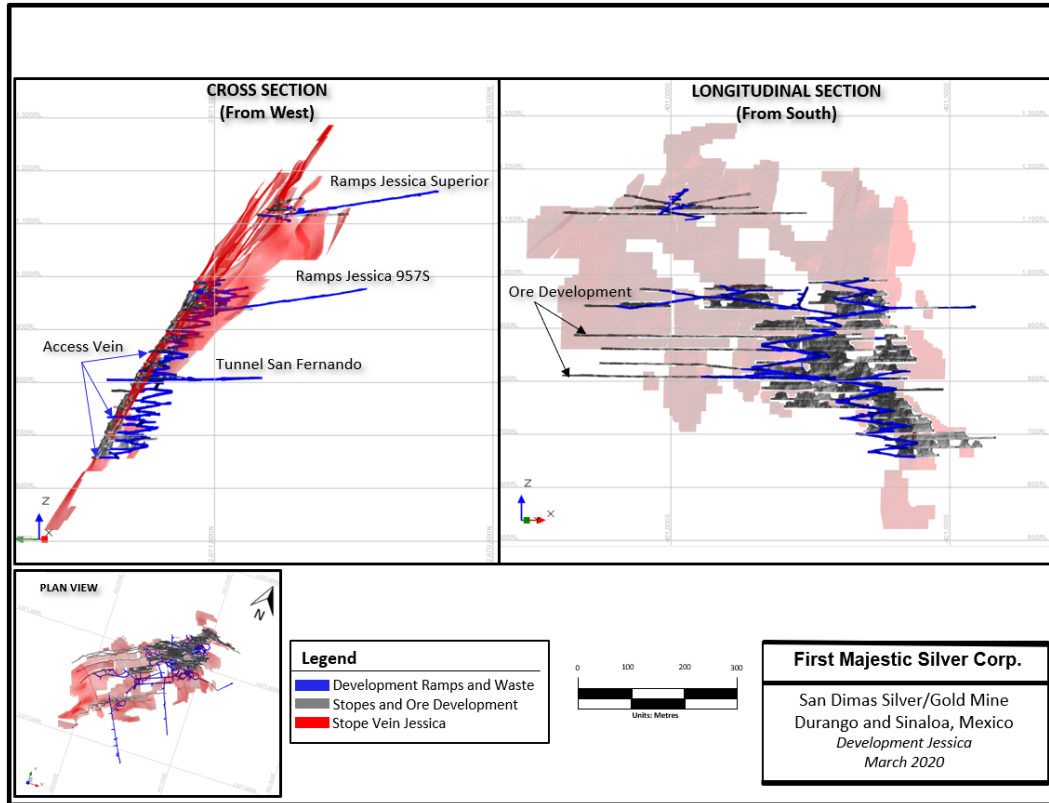 CROSS SECTION
(From West)
LONGITUDINAL SECTION
(From South)
Ramps Jessica Superior
Ramps Jessica 957S
Access Vein
Tunnel San Fernando
Ore Development
Z
X
Z
X
PLAN VIEW
N
Legend
Development Ramps and Waste
Stopes and Ore Development
Stope Vein Jessica
0 100 200 300
Units: Metres
First Majestic Silver Corp.
San Dimas Silver/Gold Mine
Durango and Sinaloa, Mexico
Development Jessica
March 2020